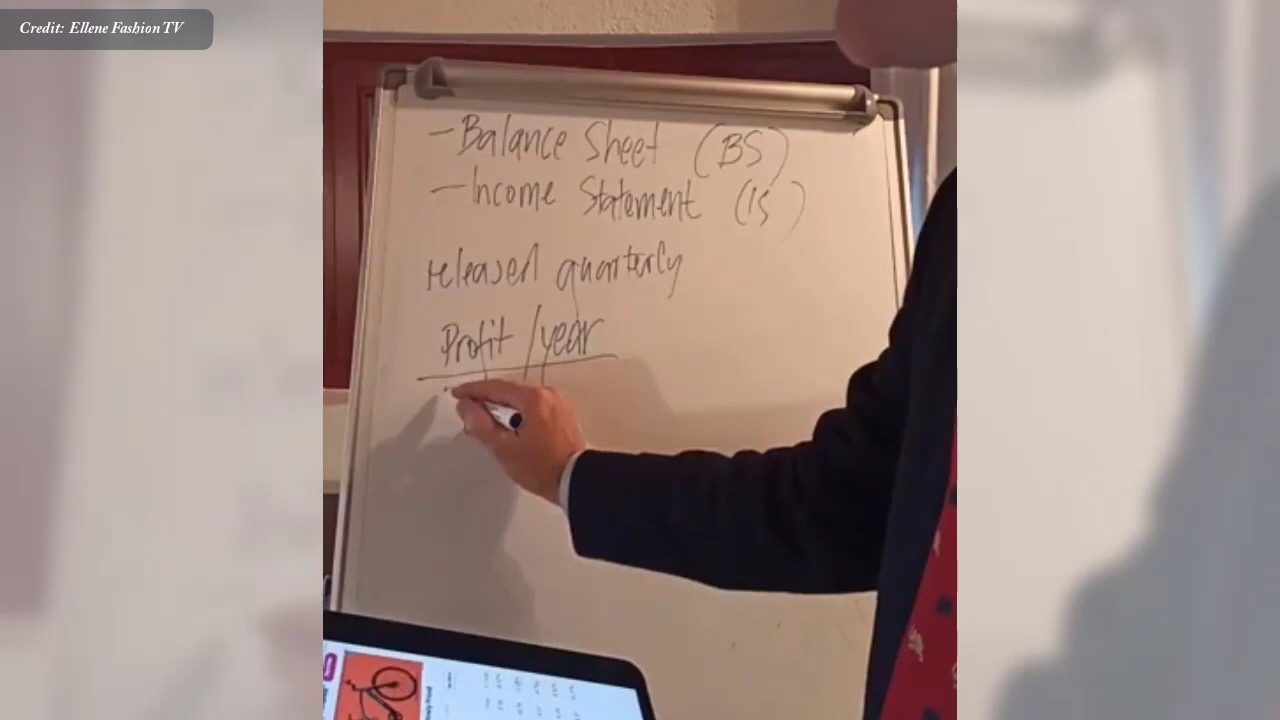 Credit: Ellene Fashion TV
- Balance Sheet (BS)
- Income Statement (IS)
released quarterly
Profit / year